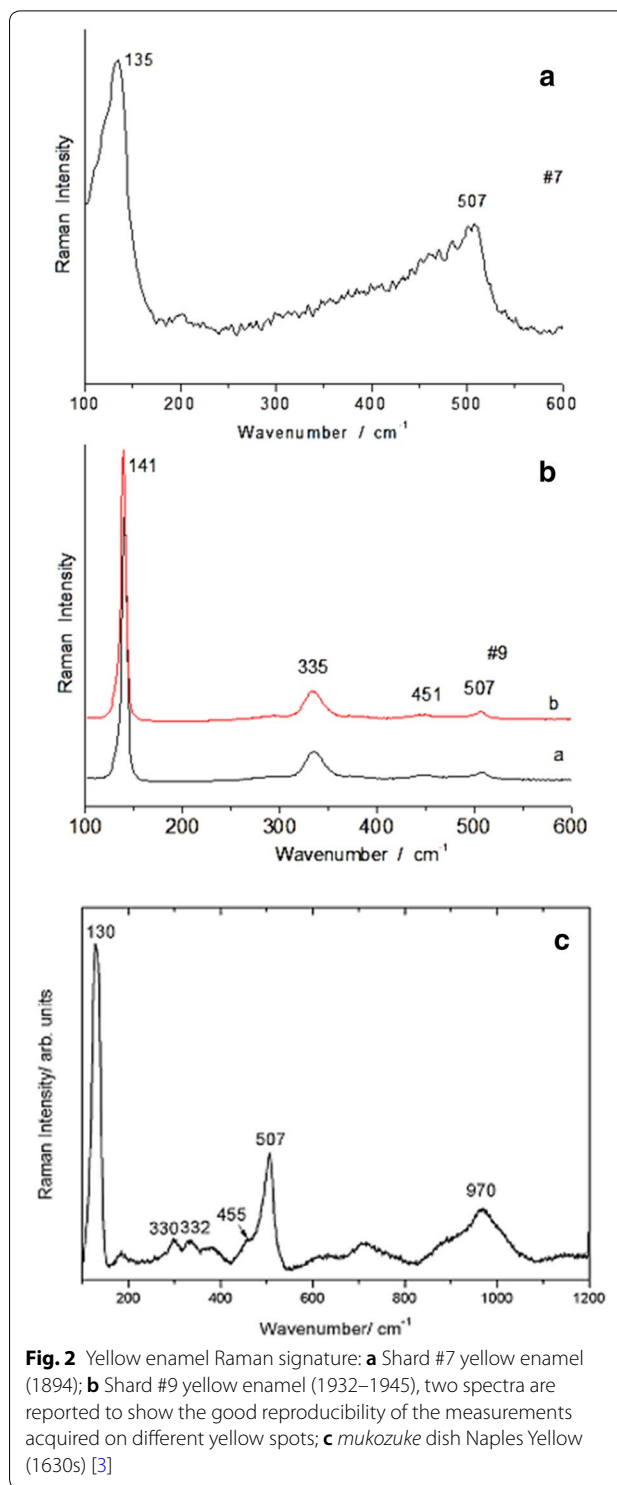 135
a
#7
507
Raman Intensity
100 200 300 400 500 600
Wavenumber / cm-1
141
b
335
451
#9
507
b
a
Raman Intensity
100 200 300 400 500 600
Wavenumber / cm-1
130
c
507
330 332
455
970
Raman Intensity/ arb. units
200 400 600 800 1000 1200
Wavenumber/ cm-1
Fig. 2 Yellow enamel Raman signature: a Shard #7 yellow enamel
(1894); b Shard #9 yellow enamel (1932–1945), two spectra are
reported to show the good reproducibility of the measurements
acquired on different yellow spots; c mukozuke dish Naples Yellow
(1630s) [3]